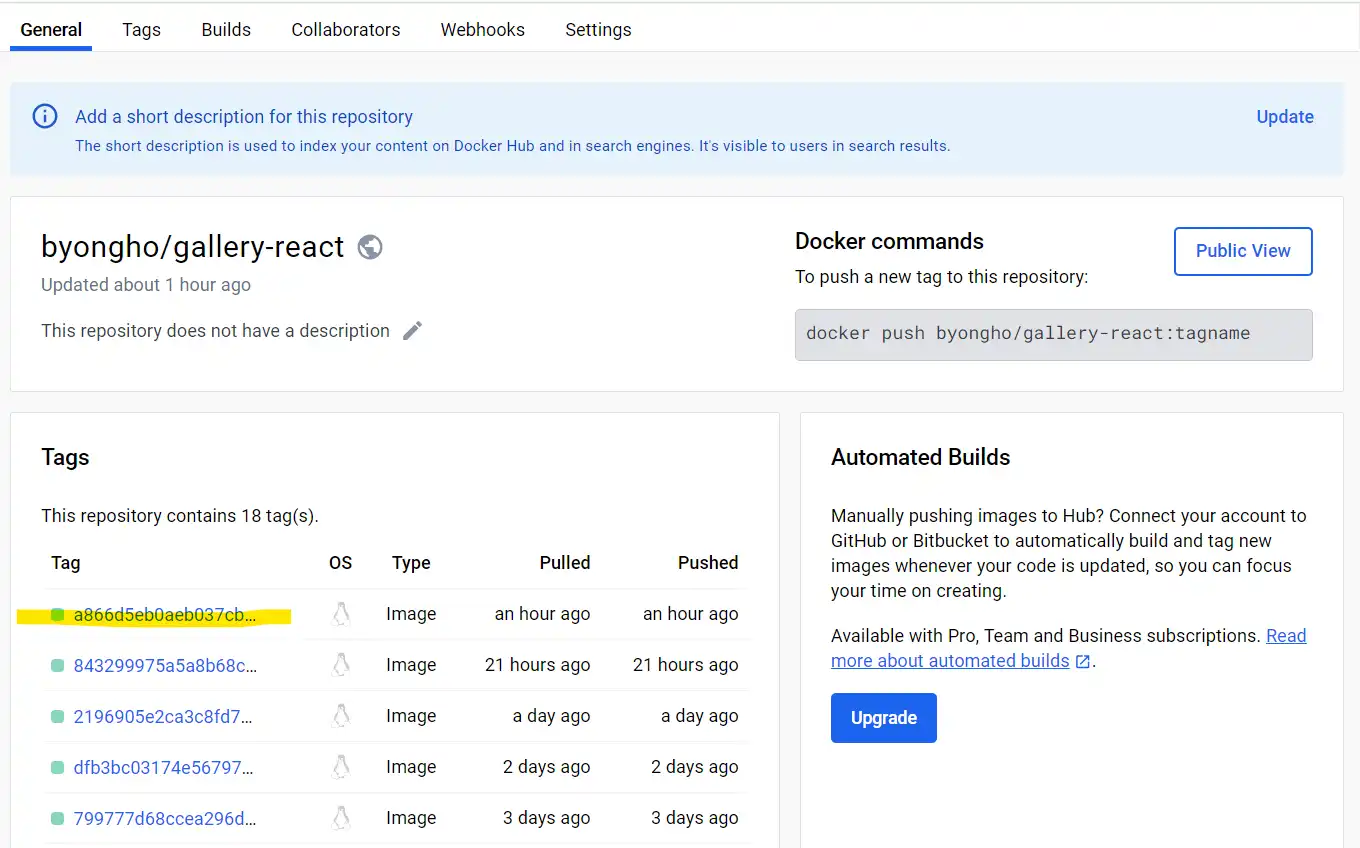 General Tags Builds Collaborators Webhooks Settings
Add a short description for this repository
Update
The short description is used to index your content on Docker Hub and in search engines. It's visible to users in search results.
byongho/gallery-react
Updated about 1 hour ago
This repository does not have a description
Docker commands
Public View
To push a new tag to this repository:
docker push byongho/gallery-react:tagname
Tags
This repository contains 18 tag(s).
Tag OS Type Pulled Pushed
a866d5eb0aeb037cb... Image an hour ago an hour ago
843299975a5a8b68c... Image 21 hours ago 21 hours ago
2196905e2ca3c8fd7... Image a day ago a day ago
dfb3bc03174e56797... Image 2 days ago 2 days ago
799777d68ccea296d... Image 3 days ago 3 days ago
Automated Builds
Manually pushing images to Hub? Connect your account to
GitHub or Bitbucket to automatically build and tag new
images whenever your code is updated, so you can focus
your time on creating.
Available with Pro, Team and Business subscriptions. Read
more about automated builds.
Upgrade